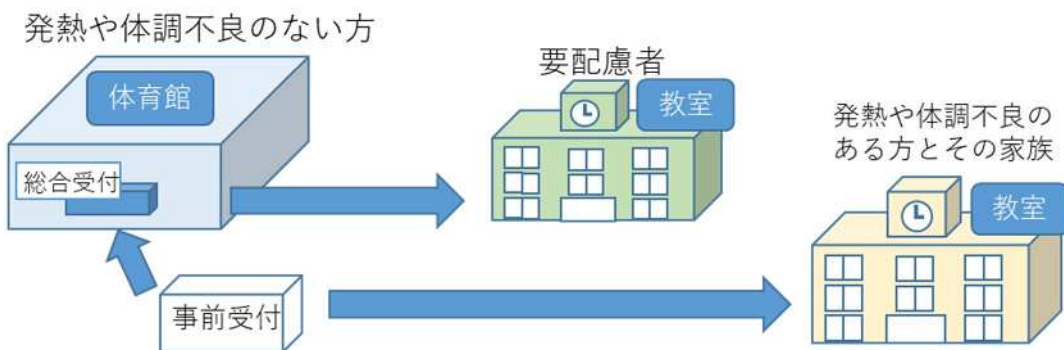 発熱や体調不良のない方
体育館
総合受付
事前受付
要配慮者
教室
発熱や体調不良の
ある方とその家族
教室